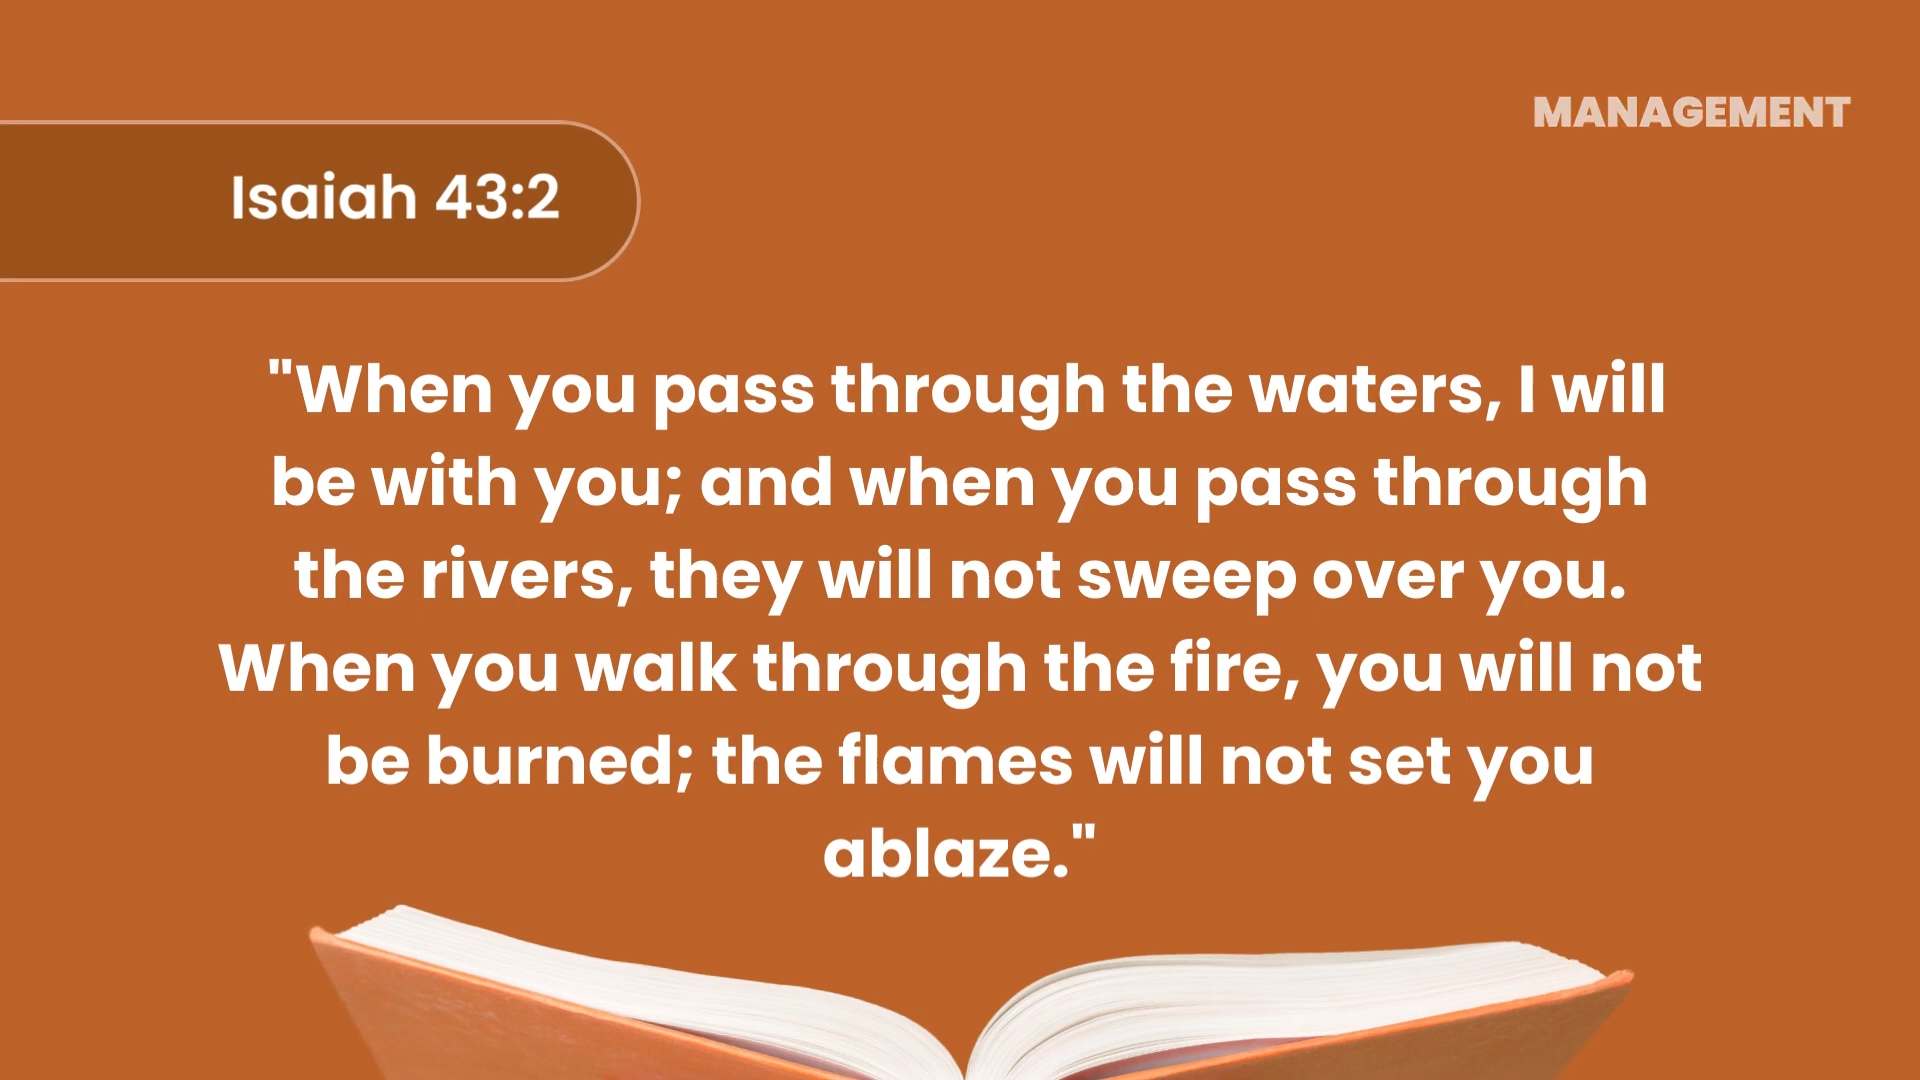 MANAGEMENT
Isaiah 43:2
"When you pass through the waters, I will
be with you; and when you pass through
the rivers, they will not sweep over you.
When you walk through the fire, you will not
be burned; the flames will not set you
ablaze."